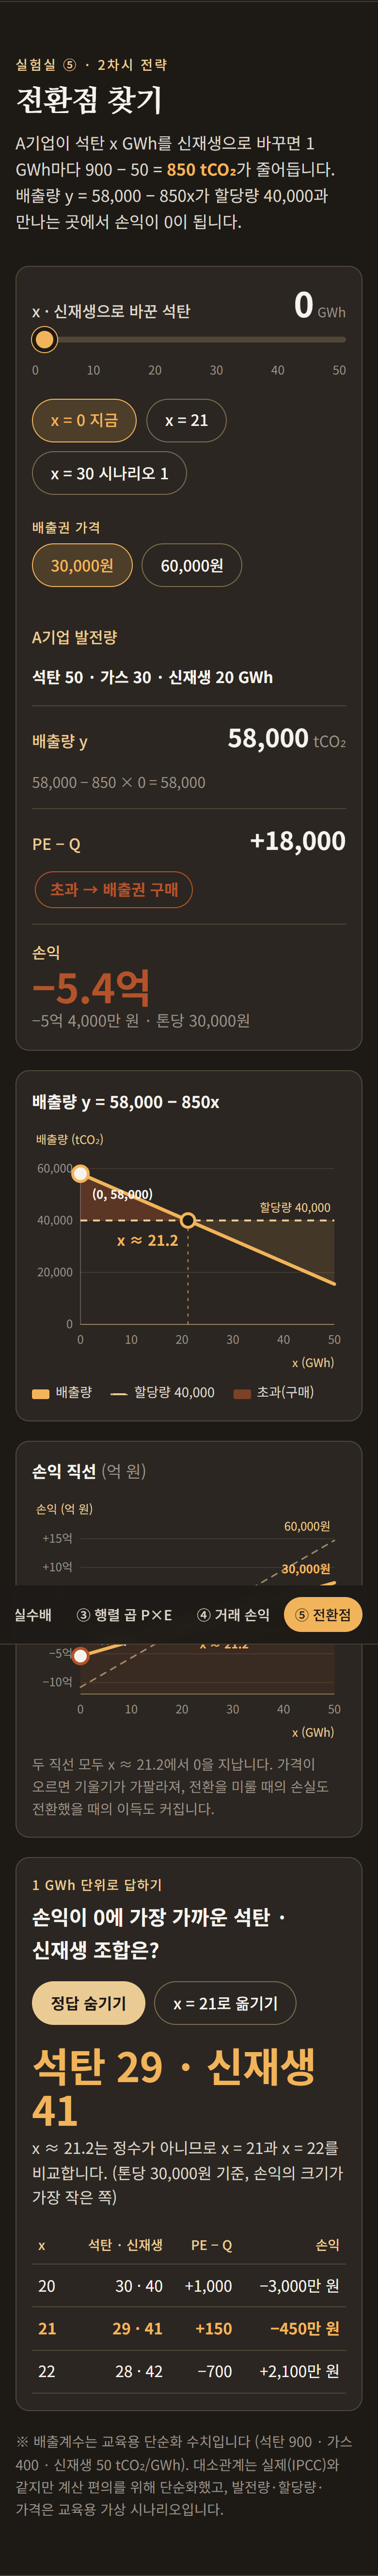 실험실 ⑤ · 2차시 전략
전환점 찾기
A기업이 석탄 x GWh를 신재생으로 바꾸면 1
GWh마다 900 − 50 = 850 tCO₂가 줄어듭니다.
배출량 y = 58,000 − 850x가 할당량 40,000과
만나는 곳에서 손익이 0이 됩니다.
x · 신재생으로 바꾼 석탄 0 GWh
0 10 20 30 40 50
x = 0 지금 x = 21
x = 30 시나리오 1
배출권 가격
30,000원 60,000원
A기업 발전량
석탄 50 · 가스 30 · 신재생 20 GWh
배출량 y 58,000 tCO₂
58,000 − 850 × 0 = 58,000
PE − Q +18,000
초과 → 배출권 구매
손익
−5.4억
−5억 4,000만 원 · 톤당 30,000원
배출량 y = 58,000 − 850x
배출량 (tCO₂)
60,000
(0, 58,000)
할당량 40,000
40,000
x ≈ 21.2
20,000
0
0 10 20 30 40 50
x (GWh)
배출량 할당량 40,000 초과(구매)
손익 직선 (억 원)
손익 (억 원)
60,000원
+15억
+10억
30,000원
실수배 ③ 행렬 곱 P×E ④ 거래 손익 ⑤ 전환점
x ≈ 21.2
−5억
−10억
0 10 20 30 40 50
x (GWh)
두 직선 모두 x ≈ 21.2에서 0을 지납니다. 가격이
오르면 기울기가 가팔라져, 전환을 미룰 때의 손실도
전환했을 때의 이득도 커집니다.
1 GWh 단위로 답하기
손익이 0에 가장 가까운 석탄 ·
신재생 조합은?
정답 숨기기 x = 21로 옮기기
석탄 29 · 신재생
41
x ≈ 21.2는 정수가 아니므로 x = 21과 x = 22를
비교합니다. (톤당 30,000원 기준, 손익의 크기가
가장 작은 쪽)
x 석탄 · 신재생 PE − Q 손익
20 30 · 40 +1,000 −3,000만 원
21 29 · 41 +150 −450만 원
22 28 · 42 −700 +2,100만 원
※ 배출계수는 교육용 단순화 수치입니다 (석탄 900 · 가스
400 · 신재생 50 tCO₂/GWh). 대소관계는 실제(IPCC)와
같지만 계산 편의를 위해 단순화했고, 발전량·할당량·
가격은 교육용 가상 시나리오입니다.